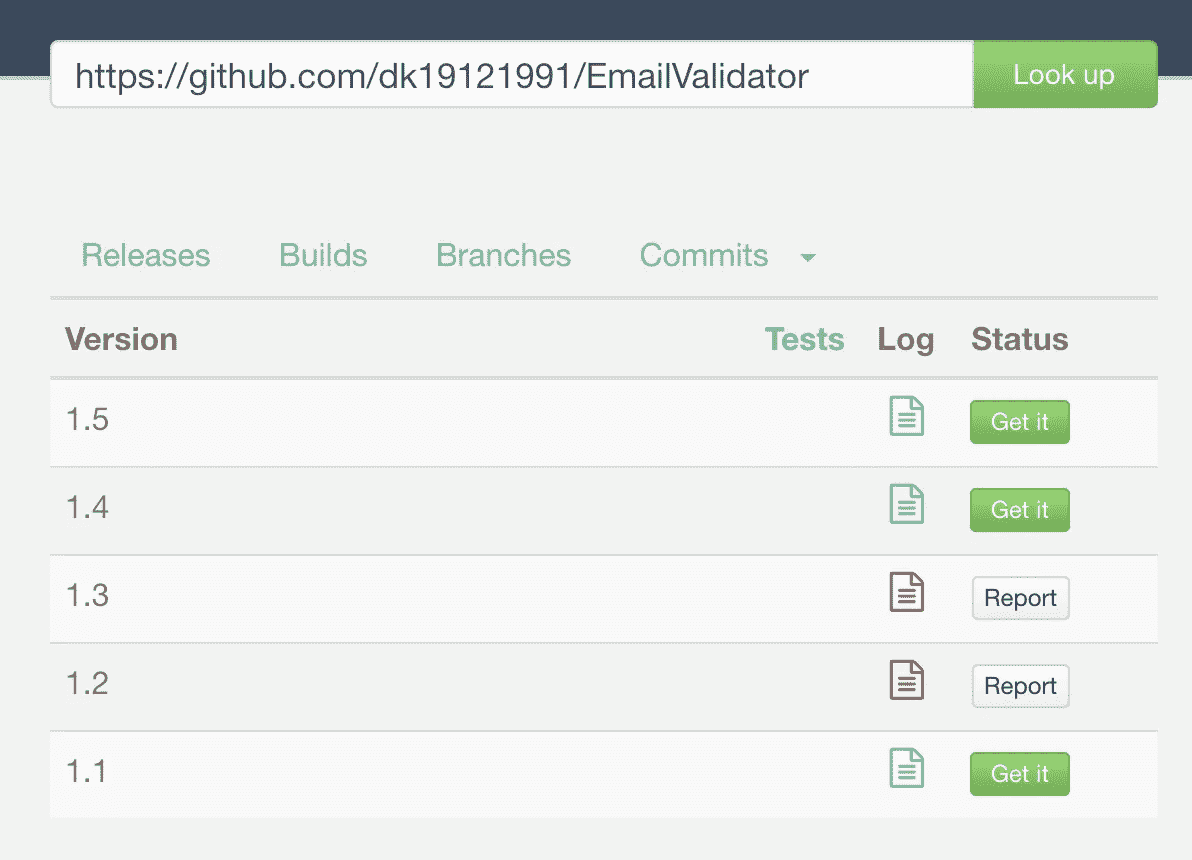 https://github.com/dk19121991/EmailValidator Look up
Releases Builds Branches Commits
Version Tests Log Status
1.5 Get it
1.4 Get it
1.3 Report
1.2 Report
1.1 Get it